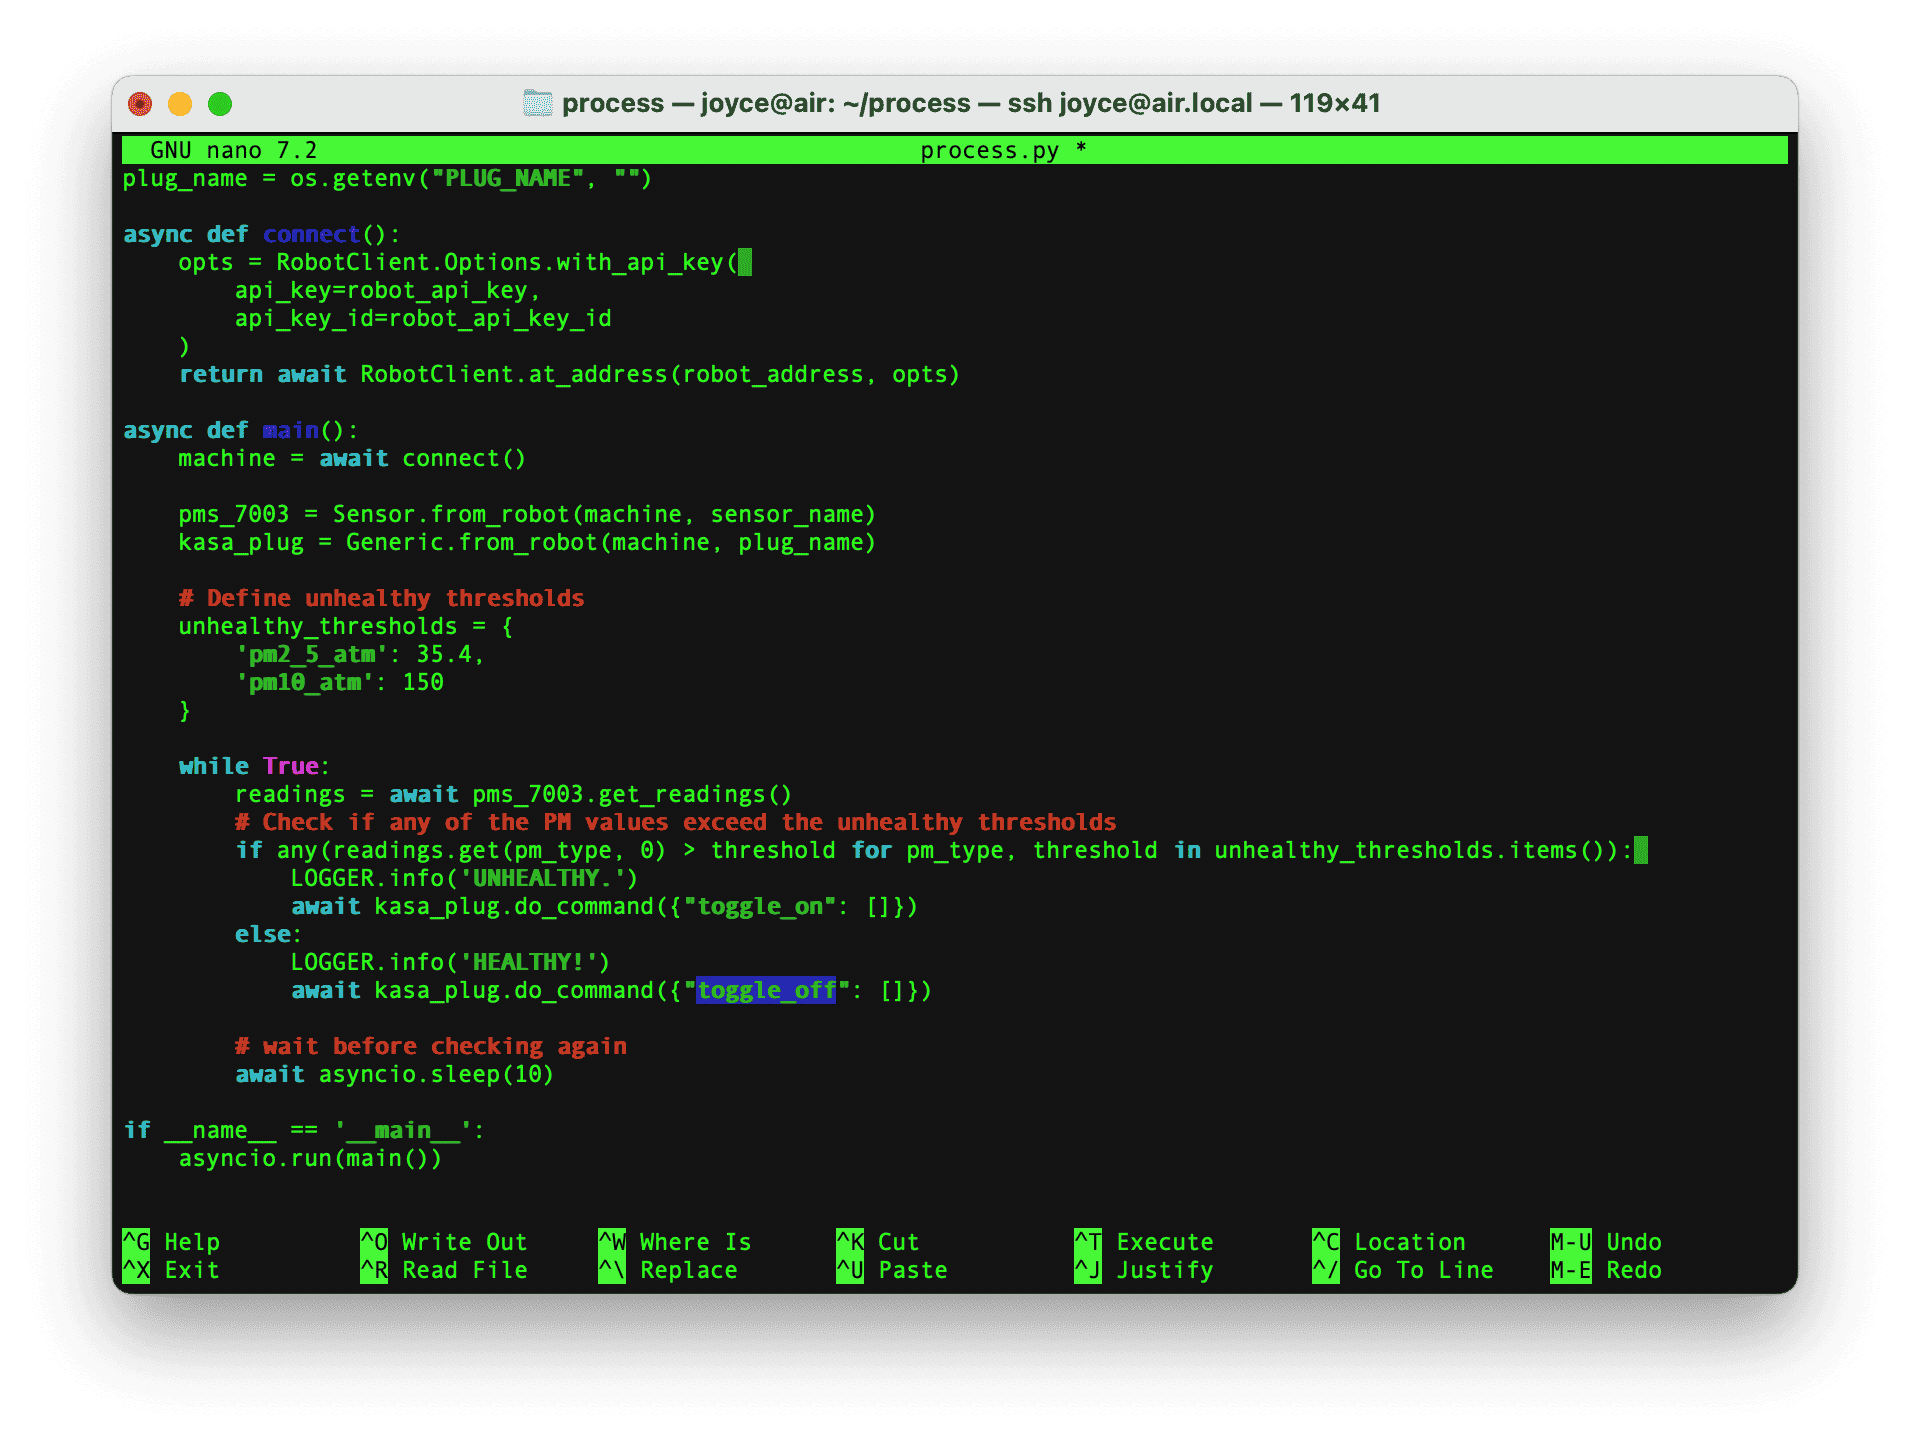 process — joyce@air: ~/process — ssh joyce@air.local — 119×41
GNU nano 7.2 process.py *
plug_name = os.getenv("PLUG_NAME", "")

async def connect():
    opts = RobotClient.Options.with_api_key(
        api_key=robot_api_key,
        api_key_id=robot_api_key_id
    )
    return await RobotClient.at_address(robot_address, opts)

async def main():
    machine = await connect()

    pms_7003 = Sensor.from_robot(machine, sensor_name)
    kasa_plug = Generic.from_robot(machine, plug_name)

    # Define unhealthy thresholds
    unhealthy_thresholds = {
        'pm2_5_atm': 35.4,
        'pm10_atm': 150
    }

    while True:
        readings = await pms_7003.get_readings()
        # Check if any of the PM values exceed the unhealthy thresholds
        if any(readings.get(pm_type, 0) > threshold for pm_type, threshold in unhealthy_thresholds.items()):
            LOGGER.info('UNHEALTHY.')
            await kasa_plug.do_command({"toggle_on": []})
        else:
            LOGGER.info('HEALTHY!')
            await kasa_plug.do_command({"toggle_off": []})

        # wait before checking again
        await asyncio.sleep(10)

if __name__ == '__main__':
    asyncio.run(main())

^G Help ^O Write Out ^W Where Is ^K Cut ^T Execute ^C Location M-U Undo
^X Exit ^R Read File ^\ Replace ^U Paste ^J Justify ^/ Go To Line M-E Redo